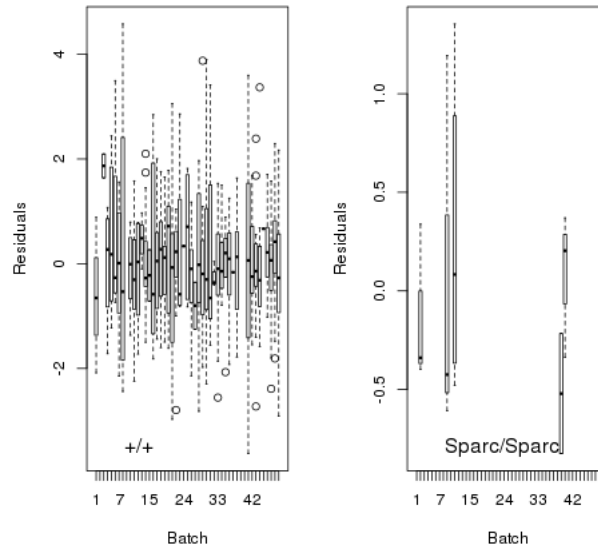 Residuals
4
2
0
-2
+/+
1 7 15 24 33 42
Batch
Residuals
1.0
0.5
0.0
-0.5
Sparc/Sparc
1 7 15 24 33 42
Batch